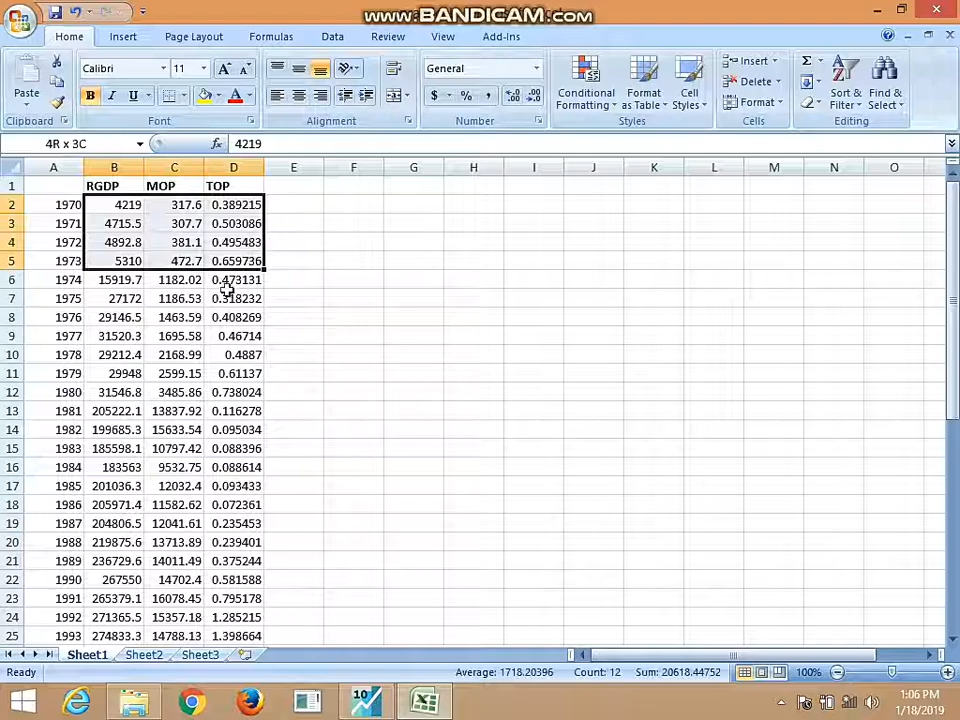 www.BANDICAM.com
Home Insert Page Layout Formulas Data Review View Add-Ins
Calibri 11 A A General Insert Σ
Paste B I U A $ % , .0 .00 .00 .0 Conditional Formatting Format as Table Cell Styles Delete Format Sort & Filter Find & Select
Clipboard Font Alignment Number Styles Cells Editing
4R x 3C fx 4219
A B C D E F G H I J K L M N O
1 RGDP MOP TOP
2 1970 4219 317.6 0.389215
3 1971 4715.5 307.7 0.503086
4 1972 4892.8 381.1 0.495483
5 1973 5310 472.7 0.659736
6 1974 15919.7 1182.02 0.473131
7 1975 27172 1186.53 0.318232
8 1976 29146.5 1463.59 0.408269
9 1977 31520.3 1695.58 0.46714
10 1978 29212.4 2168.99 0.4887
11 1979 29948 2599.15 0.61137
12 1980 31546.8 3485.86 0.738024
13 1981 205222.1 13837.92 0.116278
14 1982 199685.3 15633.54 0.095034
15 1983 185598.1 10797.42 0.088396
16 1984 183563 9532.75 0.088614
17 1985 201036.3 12032.4 0.093433
18 1986 205971.4 11582.62 0.072361
19 1987 204806.5 12041.61 0.235453
20 1988 219875.6 13713.89 0.239401
21 1989 236729.6 14011.49 0.375244
22 1990 267550 14702.4 0.581588
23 1991 265379.1 16078.45 0.795178
24 1992 271365.5 15357.18 1.285215
25 1993 274833.3 14788.13 1.398664
Sheet1 Sheet2 Sheet3
Ready Average: 1718.20396 Count: 12 Sum: 20618.44752 100%
10 1:06 PM
1/18/2019